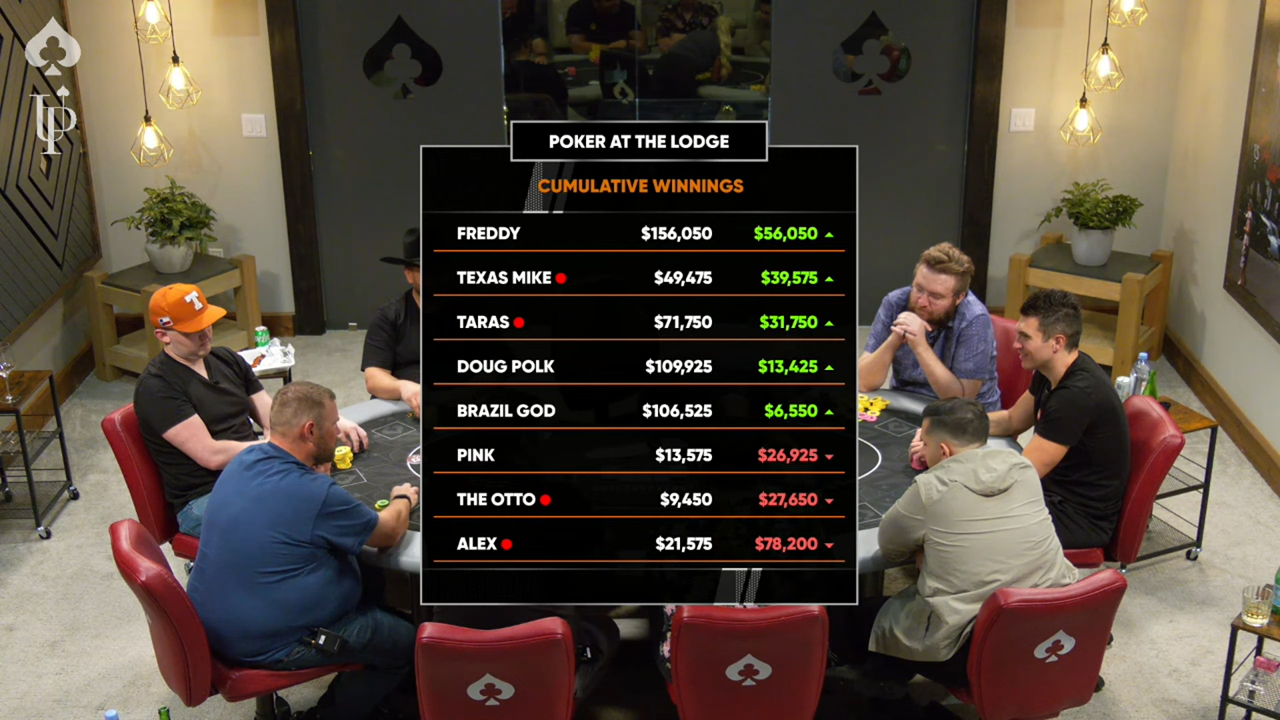 UP
POKER AT THE LODGE
CUMULATIVE WINNINGS
FREDDY $156,050 $56,050
TEXAS MIKE $49,475 $39,575
TARAS $71,750 $31,750
DOUG POLK $109,925 $13,425
BRAZIL GOD $106,525 $6,550
PINK $13,575 $26,925
THE OTTO $9,450 $27,650
ALEX $21,575 $78,200